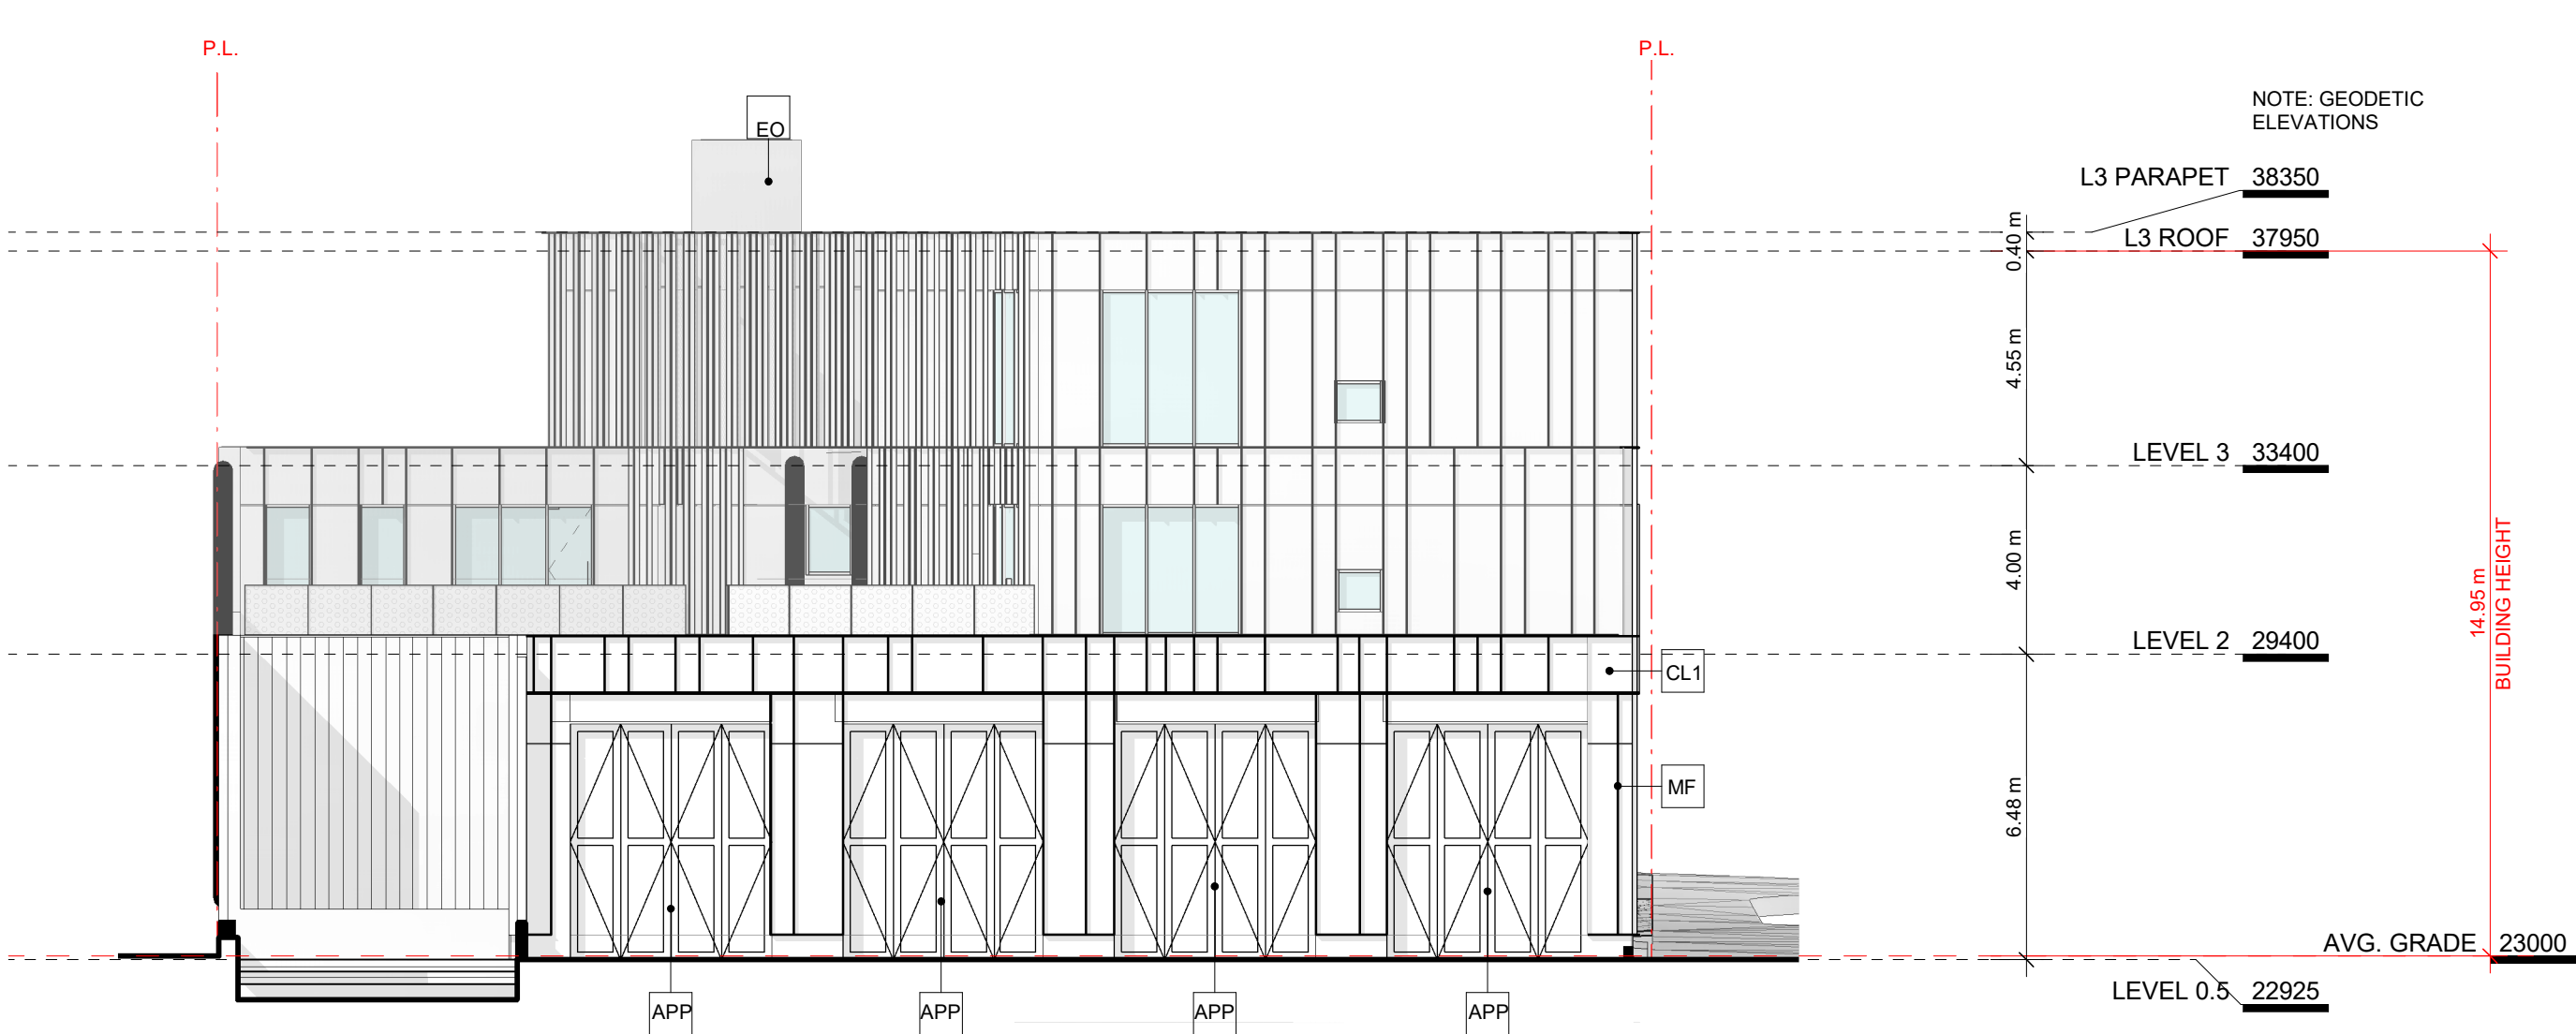 P.L.
P.L.
NOTE: GEODETIC
ELEVATIONS
EO
L3 PARAPET 38350
L3 ROOF 37950
0.40 m
4.55 m
LEVEL 3 33400
4.00 m
LEVEL 2 29400
14.95 m
BUILDING HEIGHT
CL1
MF
6.48 m
AVG. GRADE 23000
LEVEL 0.5 22925
APP
APP
APP
APP